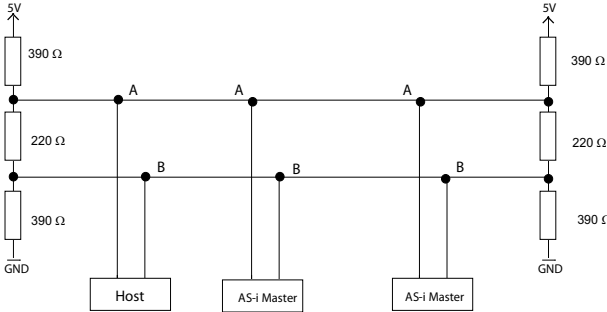 5V
5V
390 Ω
390 Ω
A
A
A
220 Ω
220 Ω
B
B
B
390 Ω
390 Ω
GND
GND
Host
AS-i Master
AS-i Master